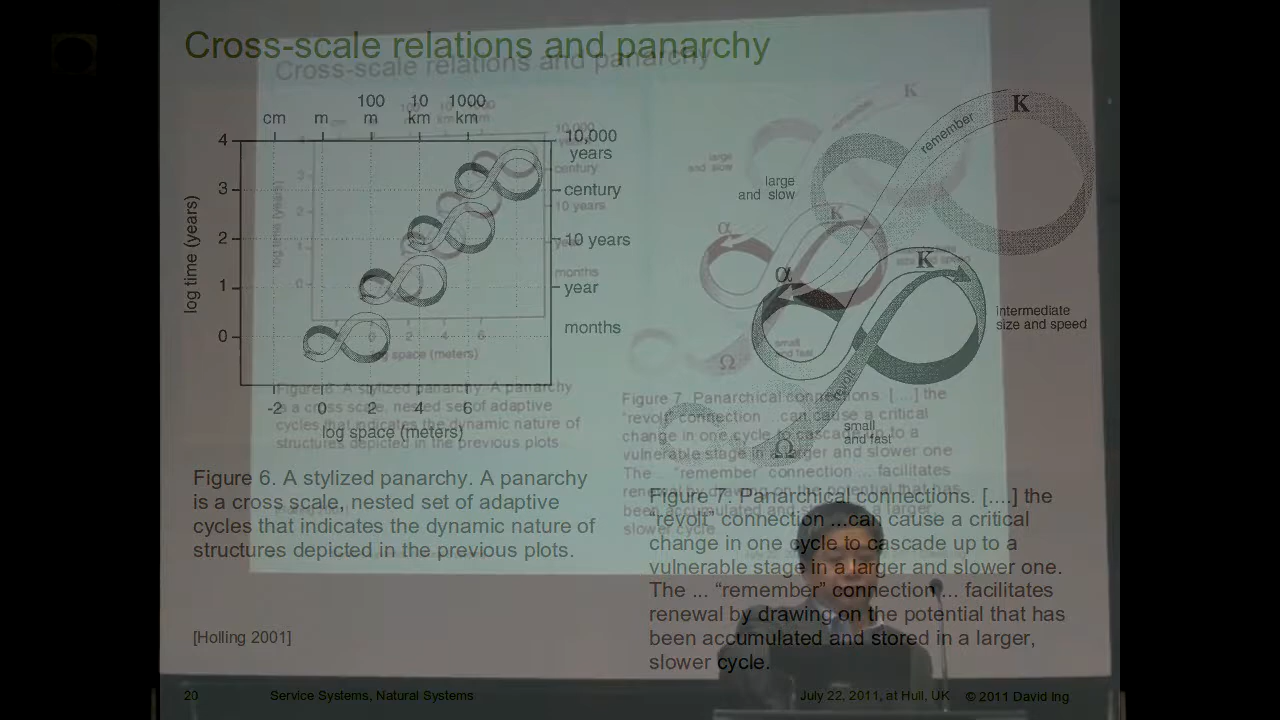 Cross-scale relations and panarchy
Cross-scale relations and panarchy
100 10 1000
cm m m km km
4
3
2
1
0
log time (years)
10,000
years
century
10 years
year
months
-2 0 2 4 6
log space (meters)
Figure 6. A stylized panarchy. A panarchy
is a cross scale, nested set of adaptive
cycles that indicates the dynamic nature of
structures depicted in the previous plots.
[Holling 2001]
K
remember
large
and slow
α
K
intermediate
size and speed
revolt
small
and fast
Ω
Figure 7. Panarchical connections. [....] the
“revolt” connection ...can cause a critical
change in one cycle to cascade up to a
vulnerable stage in a larger and slower one.
The ... “remember” connection ... facilitates
renewal by drawing on the potential that has
been accumulated and stored in a larger,
slower cycle.
20 Service Systems, Natural Systems July 22, 2011, at Hull, UK © 2011 David Ing